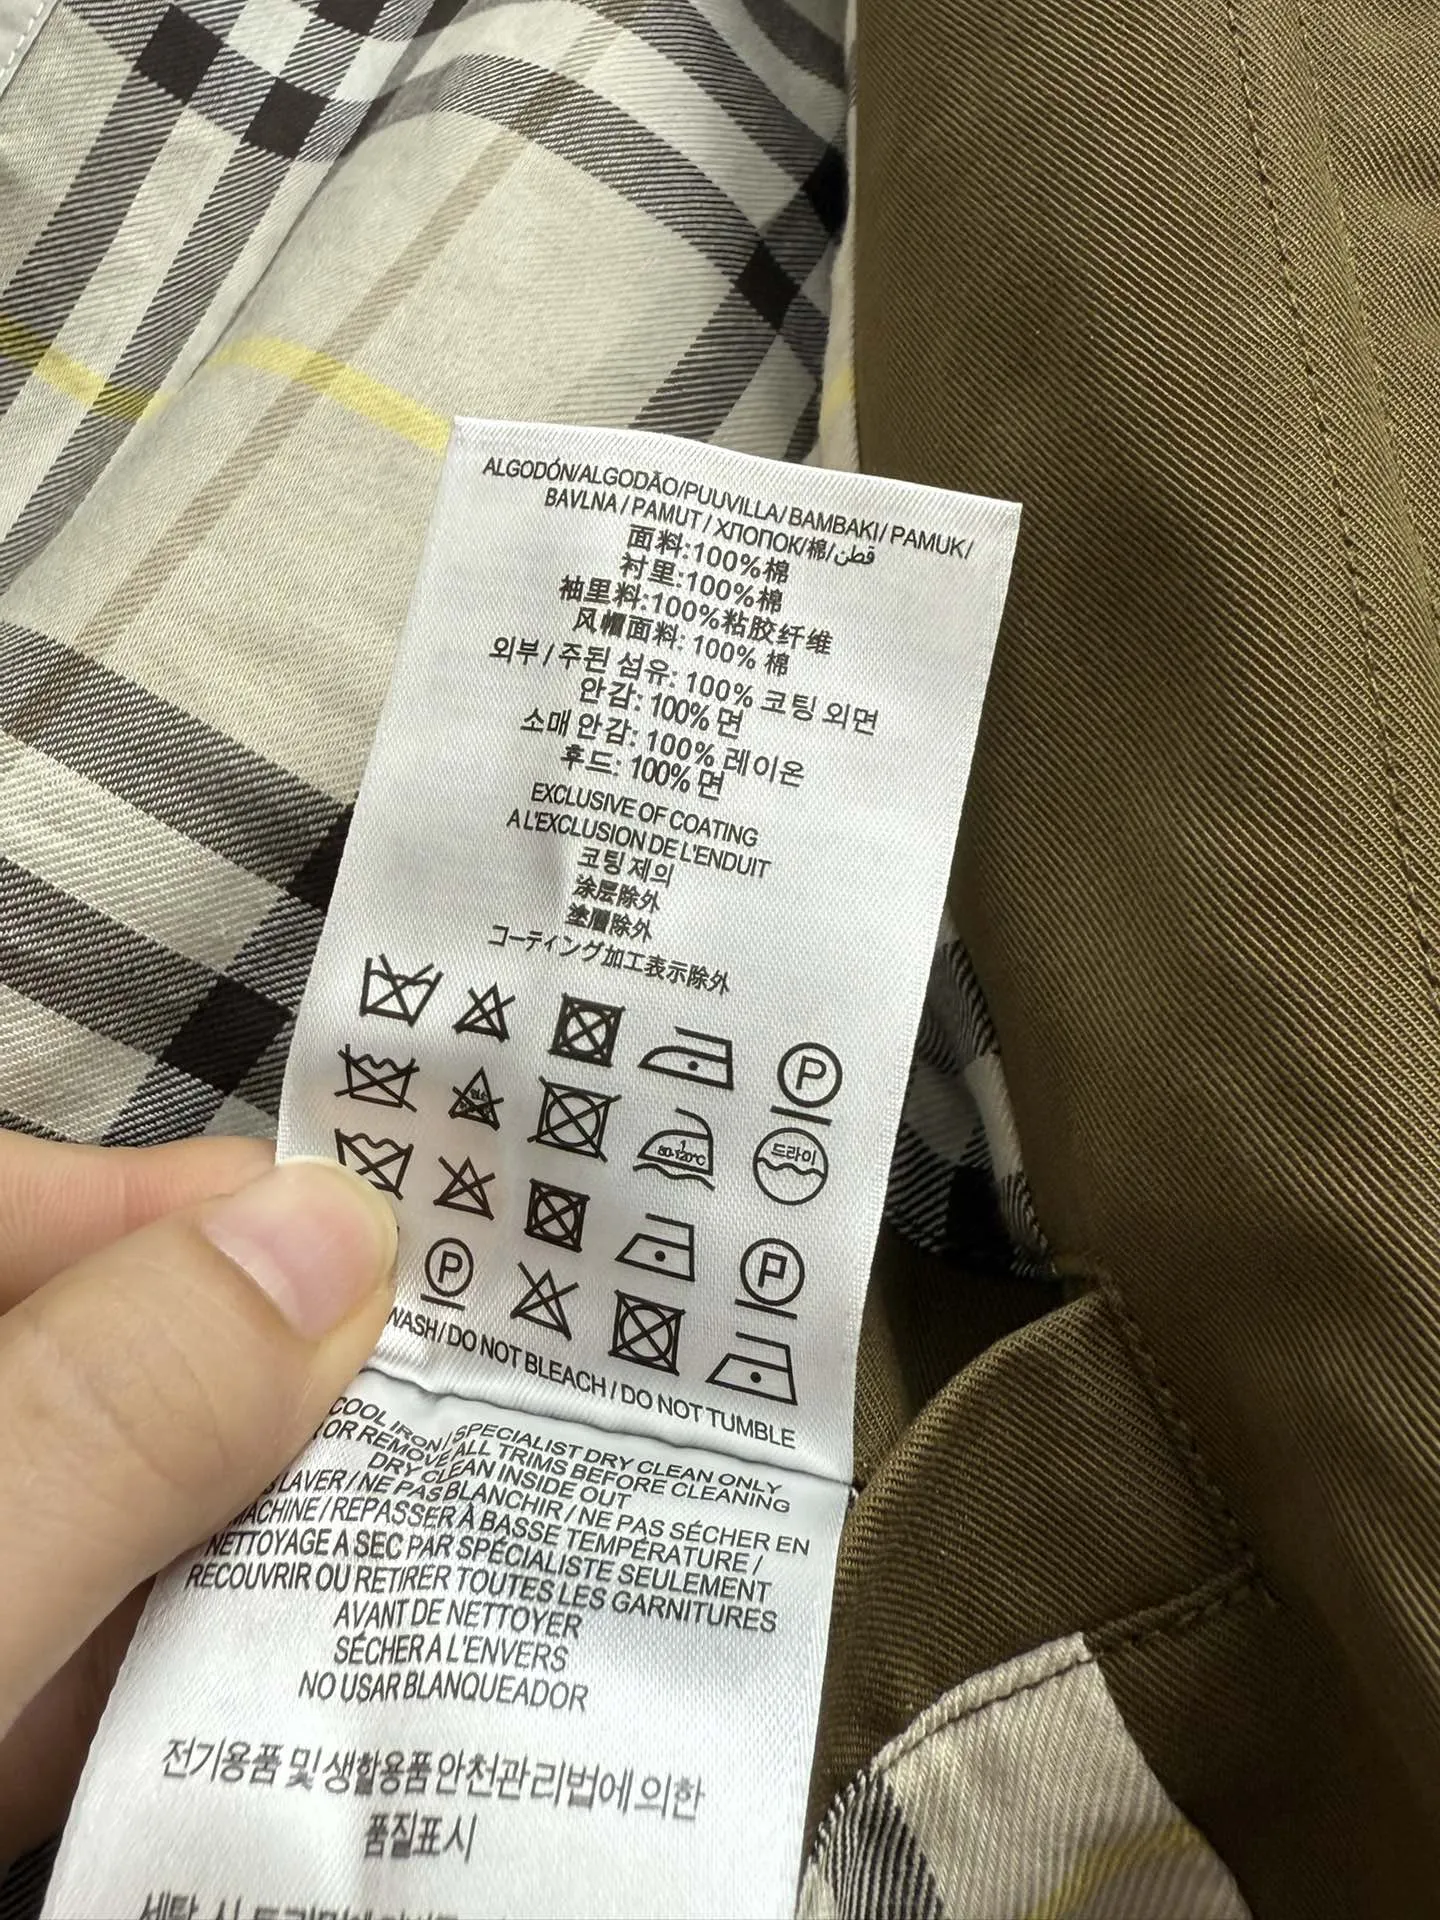 ALGODÓN/ALGODÃO/PUUVILLA/BAMBAKI/PAMUK/
BAVLNA/PAMUT/ХЛОПОК/棉/قطن
面料:100%棉
衬里:100%棉
袖里料:100%粘胶纤维
风帽面料: 100% 棉
외부/주된 섬유: 100% 코팅 외면
안감: 100% 면
소매 안감: 100% 레이온
후드: 100% 면
EXCLUSIVE OF COATING
A L'EXCLUSION DE L'ENDUIT
코팅 제외
涂层除外
塗層除外
コーティング加工表示除外
P
1
80-120℃
드라이
P
P
WASH/DO NOT BLEACH/DO NOT TUMBLE
COOL IRON/SPECIALIST DRY CLEAN ONLY
OR REMOVE ALL TRIMS BEFORE CLEANING
DRY CLEAN INSIDE OUT
LAVER/NE PAS BLANCHIR/NE PAS SÉCHER EN
MACHINE/REPASSER À BASSE TEMPÉRATURE/
NETTOYAGE A SEC PAR SPÉCIALISTE SEULEMENT
RECOUVRIR OU RETIRER TOUTES LES GARNITURES
AVANT DE NETTOYER
SÉCHER A L'ENVERS
NO USAR BLANQUEADOR
전기용품 및 생활용품 안전관리법에 의한
품질표시